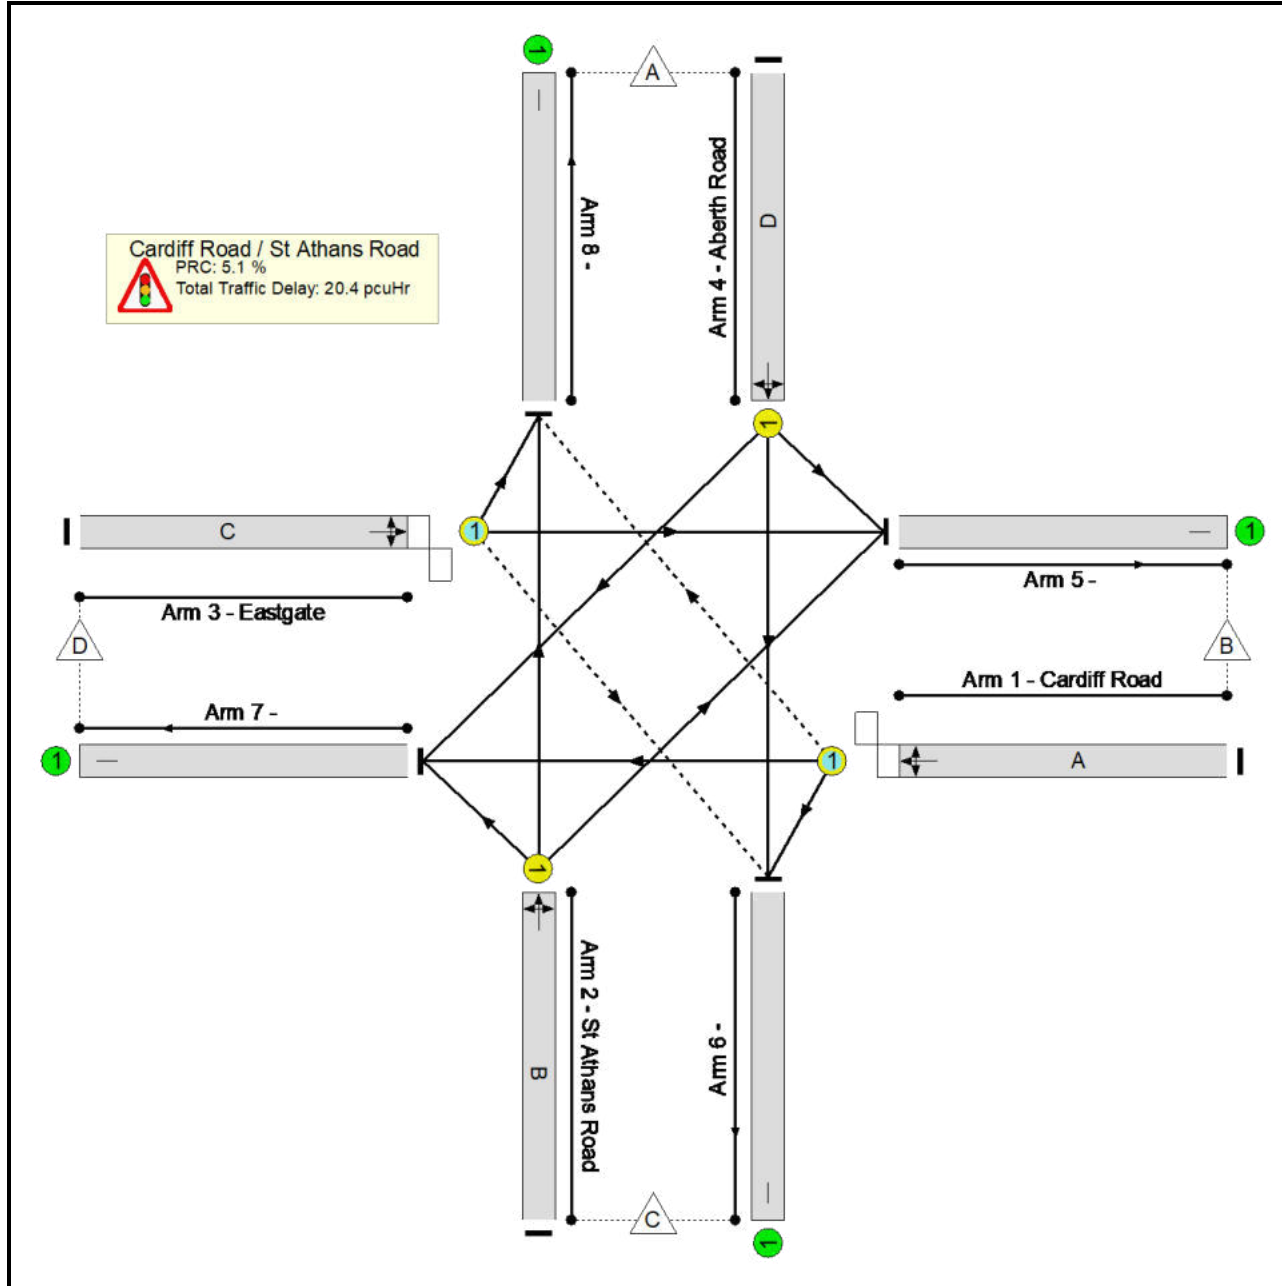 1
A
Arm 8 -
Arm 4 - Aberth Road
D
Cardiff Road / St Athans Road
PRC: 5.1 %
Total Traffic Delay: 20.4 pcuHr
1
C
1
1
Arm 3 - Eastgate
Arm 5 -
D
B
Arm 7 -
Arm 1 - Cardiff Road
1
1
A
1
Arm 2 - St Athans Road
Arm 6 -
B
C
1